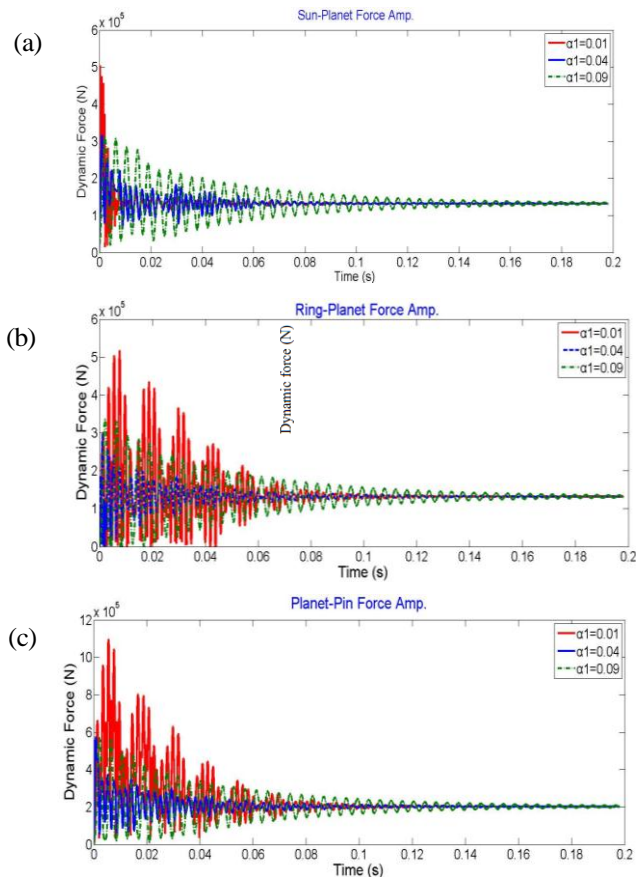 (a)
Sun-Planet Force Amp.
x 10⁵
6
5
4
3
2
1
0
Dynamic Force (N)
α1=0.01
α1=0.04
α1=0.09
0 0.02 0.04 0.06 0.08 0.1 0.12 0.14 0.16 0.18 0.2
Time (s)
(b)
Ring-Planet Force Amp.
x 10⁵
6
5
4
3
2
1
0
Dynamic Force (N)
Dynamic force (N)
α1=0.01
α1=0.04
α1=0.09
0 0.02 0.04 0.06 0.08 0.1 0.12 0.14 0.16 0.18 0.2
Time (s)
(c)
Planet-Pin Force Amp.
x 10⁵
12
10
8
6
4
2
0
Dynamic Force (N)
α1=0.01
α1=0.04
α1=0.09
0 0.02 0.04 0.06 0.08 0.1 0.12 0.14 0.16 0.18 0.2
Time (s)